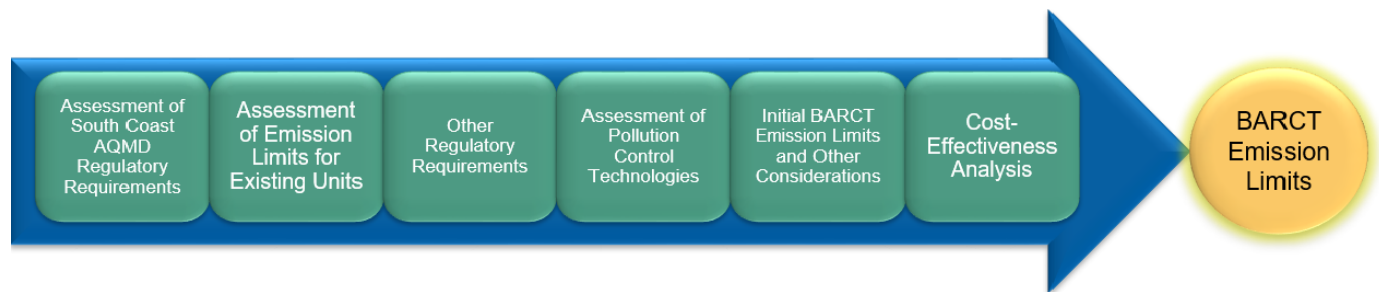 Assessment of
South Coast
AQMD
Regulatory
Requirements
Assessment
of Emission
Limits for
Existing Units
Other
Regulatory
Requirements
Assessment of
Pollution
Control
Technologies
Initial BARCT
Emission Limits
and Other
Considerations
Cost-
Effectiveness
Analysis
BARCT
Emission
Limits